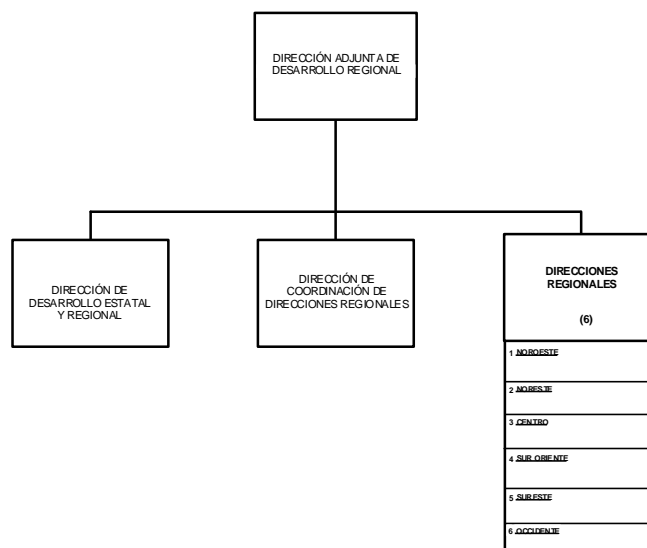 DIRECCIÓN ADJUNTA DE
DESARROLLO REGIONAL
DIRECCIÓN DE
DESARROLLO ESTATAL
Y REGIONAL
DIRECCIÓN DE
COORDINACIÓN DE
DIRECCIONES REGIONALES
DIRECCIONES
REGIONALES
(6)
1 NOROESTE
2 NORESTE
3 CENTRO
4 SUR ORIENTE
5 SURESTE
6 OCCIDENTE